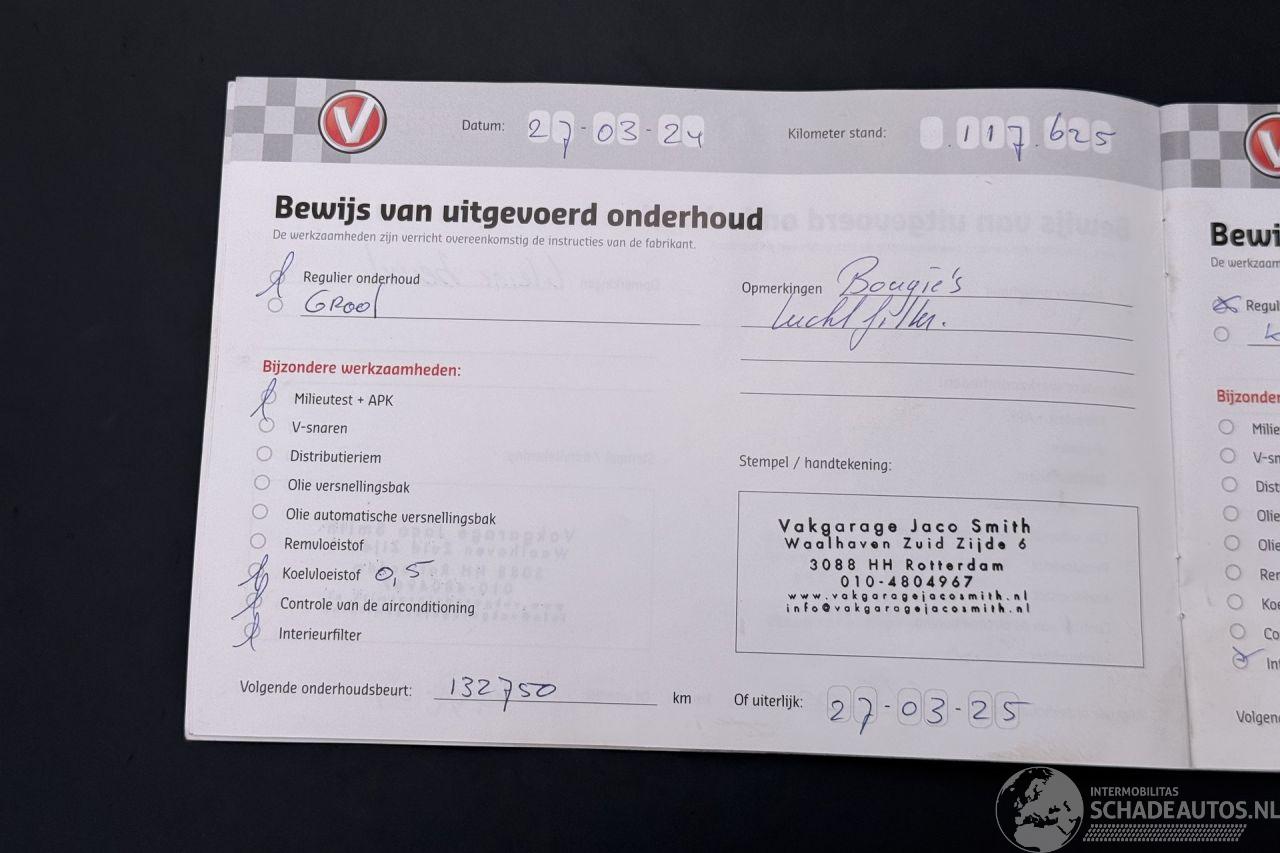 V
Datum: 27-03-24
Kilometer stand: .117.625
Bewijs van uitgevoerd onderhoud
De werkzaamheden zijn verricht overeenkomstig de instructies van de fabrikant.
Regulier onderhoud
GROOT
Opmerkingen Bougie's
luchtfilter.
Bijzondere werkzaamheden:
Milieutest + APK
V-snaren
Distributieriem
Olie versnellingsbak
Olie automatische versnellingsbak
Remvloeistof
Koelvloeistof 0,5
Controle van de airconditioning
Interieurfilter
Stempel / handtekening:
Vakgarage Jaco Smith
Waalhaven Zuid Zijde 6
3088 HH Rotterdam
010-4804967
www.vakgaragejacosmith.nl
info@vakgaragejacosmith.nl
Volgende onderhoudsbeurt: 132750 km
Of uiterlijk: 27-03-25
Bewi
De werkzaam
Regul
k
Bijzonder
Milie
V-sn
Dist
Olie
Olie
Ren
Koe
Co
Int
Volgend
INTERMOBILITAS
SCHADEAUTOS.NL